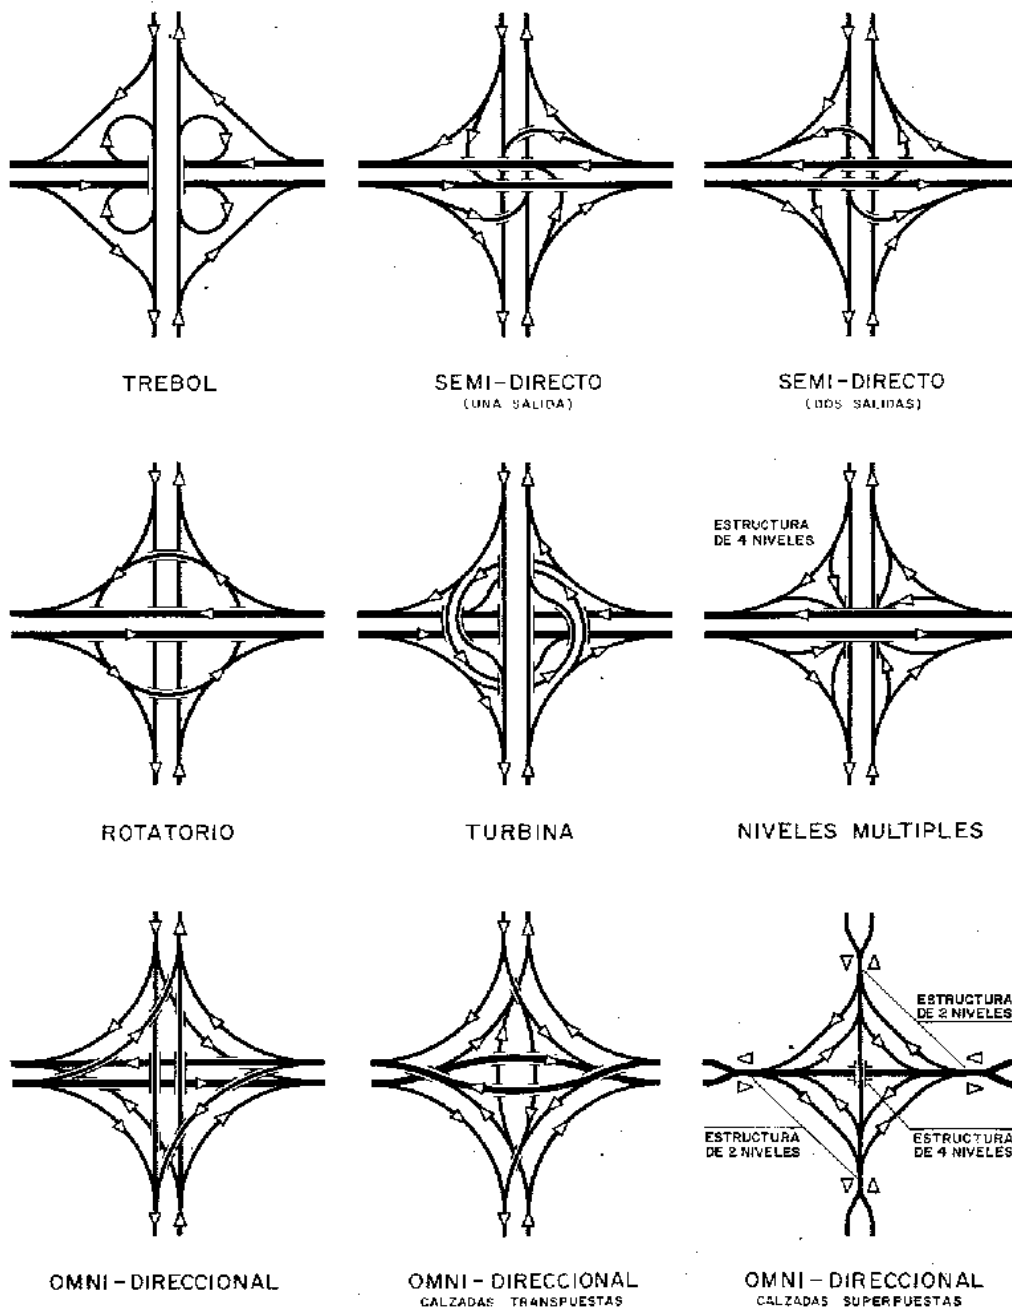 TREBOL
SEMI-DIRECTO
(UNA SALIDA)
SEMI-DIRECTO
(DOS SALIDAS)
ESTRUCTURA
DE 4 NIVELES
ROTATORIO
TURBINA
NIVELES MULTIPLES
ESTRUCTURA
DE 2 NIVELES
ESTRUCTURA
DE 2 NIVELES
ESTRUCTURA
DE 4 NIVELES
OMNI-DIRECCIONAL
OMNI-DIRECCIONAL
CALZADAS TRANSPUESTAS
OMNI-DIRECCIONAL
CALZADAS SUPERPUESTAS